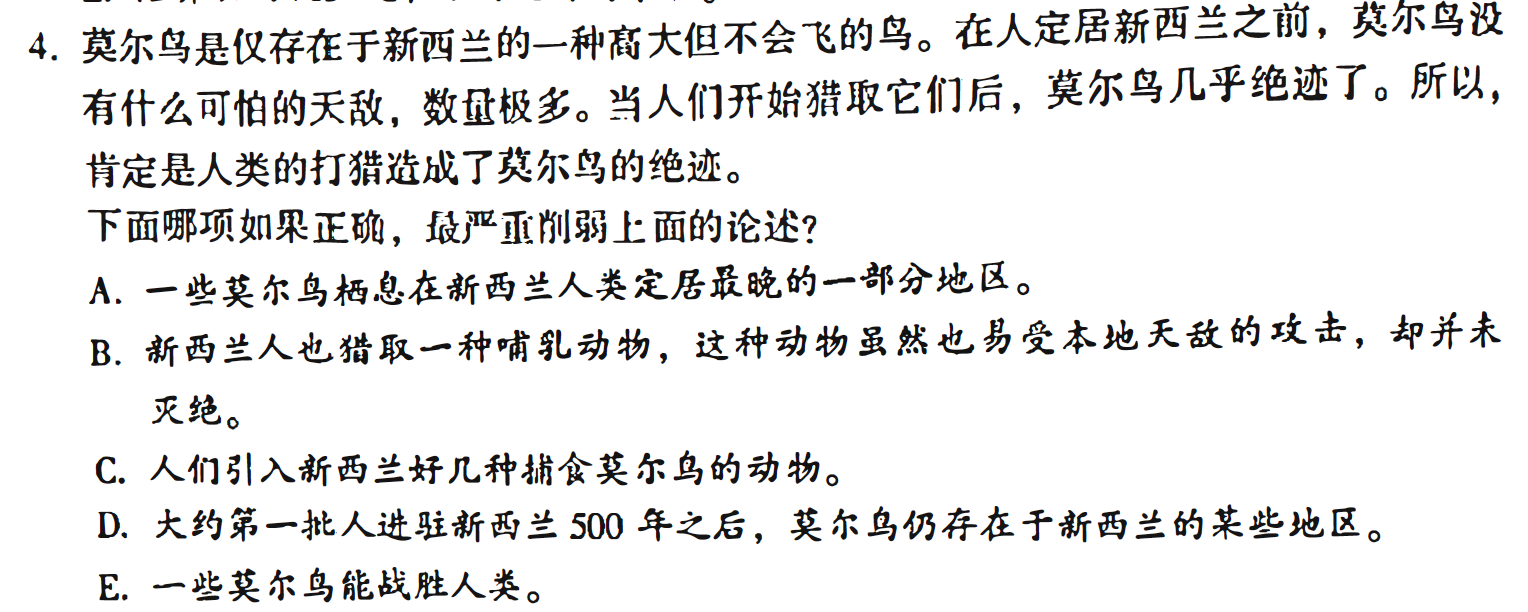 4. 莫尔鸟是仅存在于新西兰的一种高大但不会飞的鸟。在人定居新西兰之前，莫尔鸟没
有什么可怕的天敌，数量极多。当人们开始猎取它们后，莫尔鸟几乎绝迹了。所以，
肯定是人类的打猎造成了莫尔鸟的绝迹。
下面哪项如果正确，最严重削弱上面的论述？
A. 一些莫尔鸟栖息在新西兰人类定居最晚的一部分地区。
B. 新西兰人也猎取一种哺乳动物，这种动物虽然也易受本地天敌的攻击，却并未
灭绝。
C. 人们引入新西兰好几种捕食莫尔鸟的动物。
D. 大约第一批人进驻新西兰 500 年之后，莫尔鸟仍存在于新西兰的某些地区。
E. 一些莫尔鸟能战胜人类。